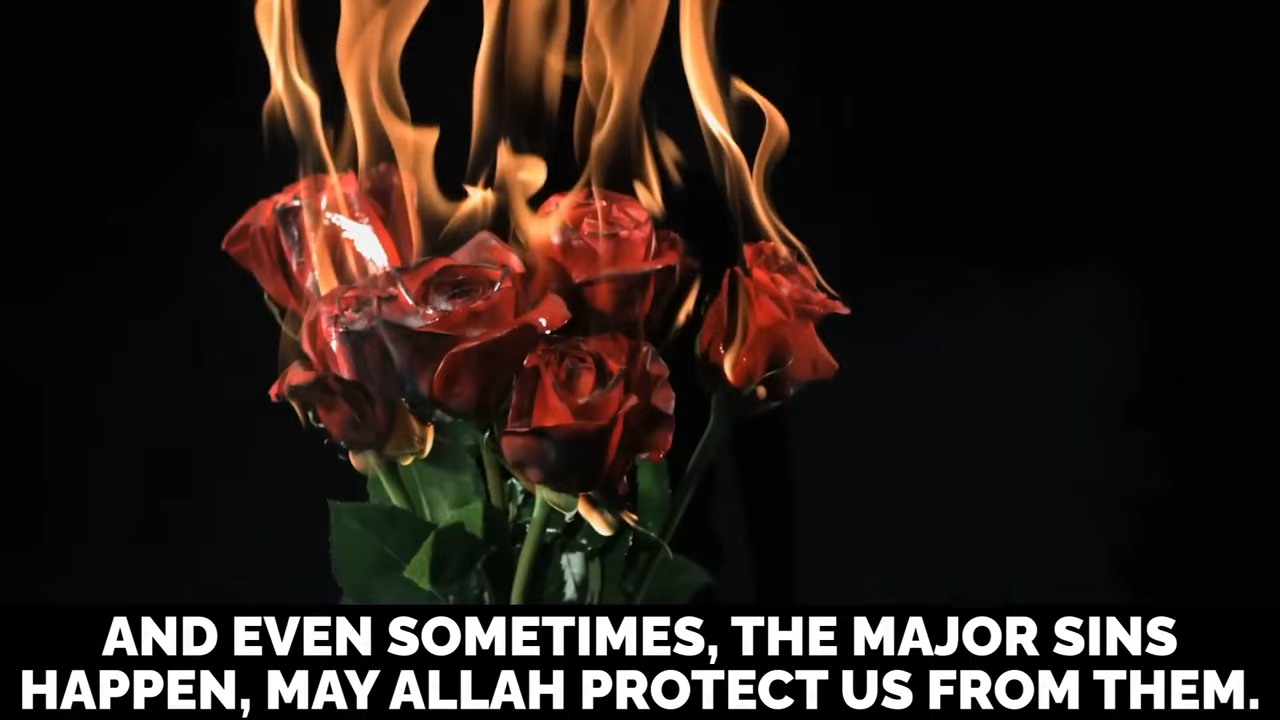 AND EVEN SOMETIMES, THE MAJOR SINS
HAPPEN, MAY ALLAH PROTECT US FROM THEM.